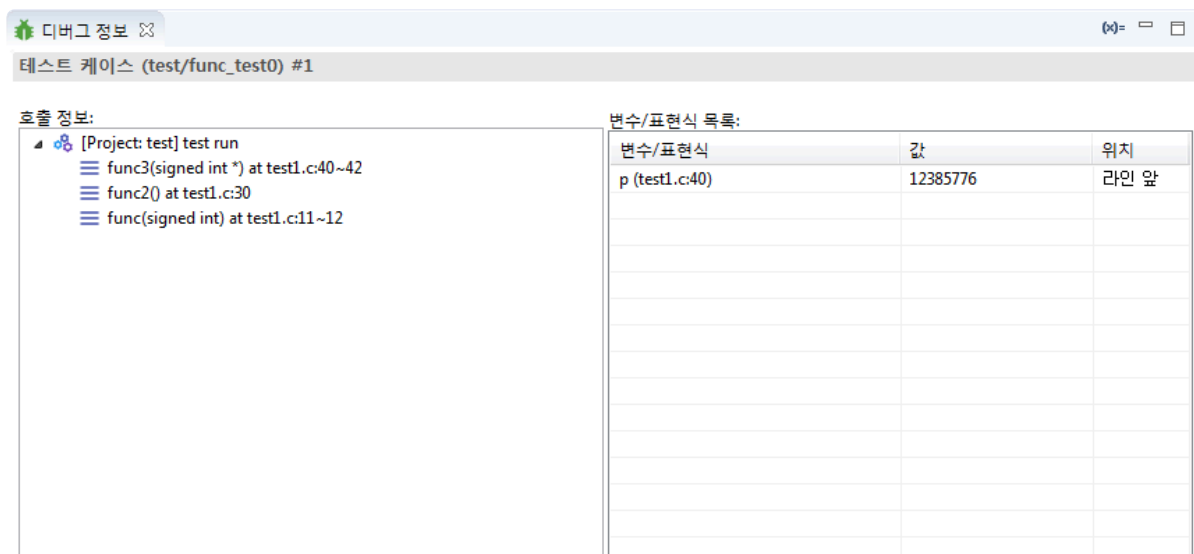 디버그 정보
(x)=
테스트 케이스 (test/func_test0) #1
호출 정보:
[Project: test] test run
func3(signed int *) at test1.c:40~42
func2() at test1.c:30
func(signed int) at test1.c:11~12
변수/표현식 목록:
변수/표현식 값 위치
p (test1.c:40) 12385776 라인 앞